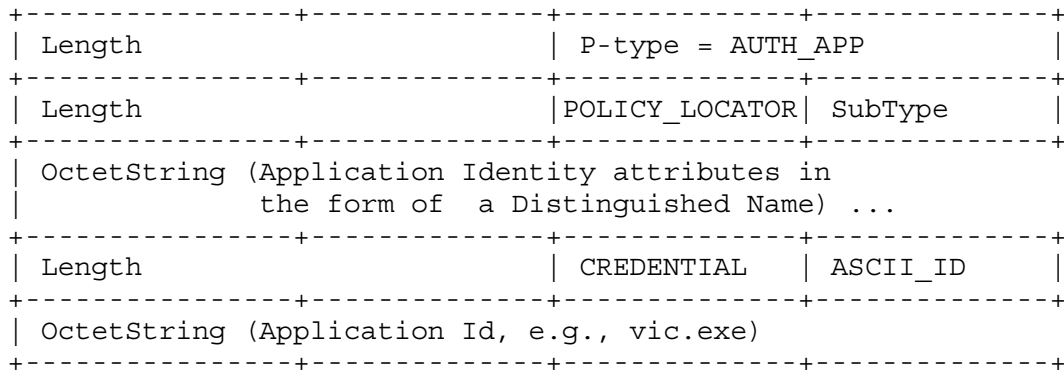 +----------------+--------------+--------------+--------------+
| Length                        | P-type = AUTH_APP           |
+----------------+--------------+--------------+--------------+
| Length                        |POLICY_LOCATOR| SubType      |
+----------------+--------------+--------------+--------------+
| OctetString (Application Identity attributes in
|              the form of  a Distinguished Name) ...
+----------------+--------------+--------------+--------------+
| Length                        | CREDENTIAL   | ASCII_ID     |
+----------------+--------------+--------------+--------------+
| OctetString (Application Id, e.g., vic.exe)
+----------------+--------------+--------------+--------------+